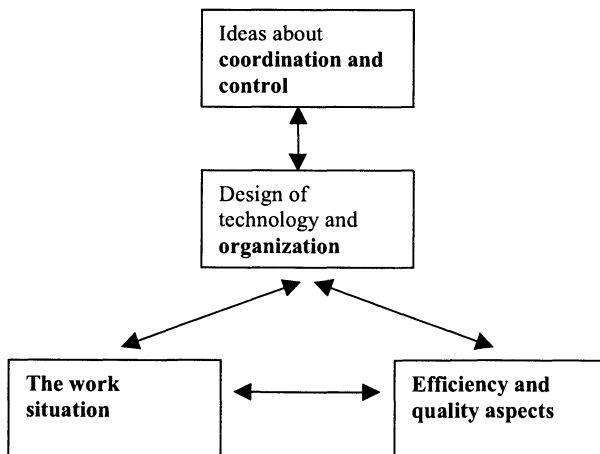 Ideas about
coordination and
control
Design of
technology and
organization
The work
situation
Efficiency and
quality aspects